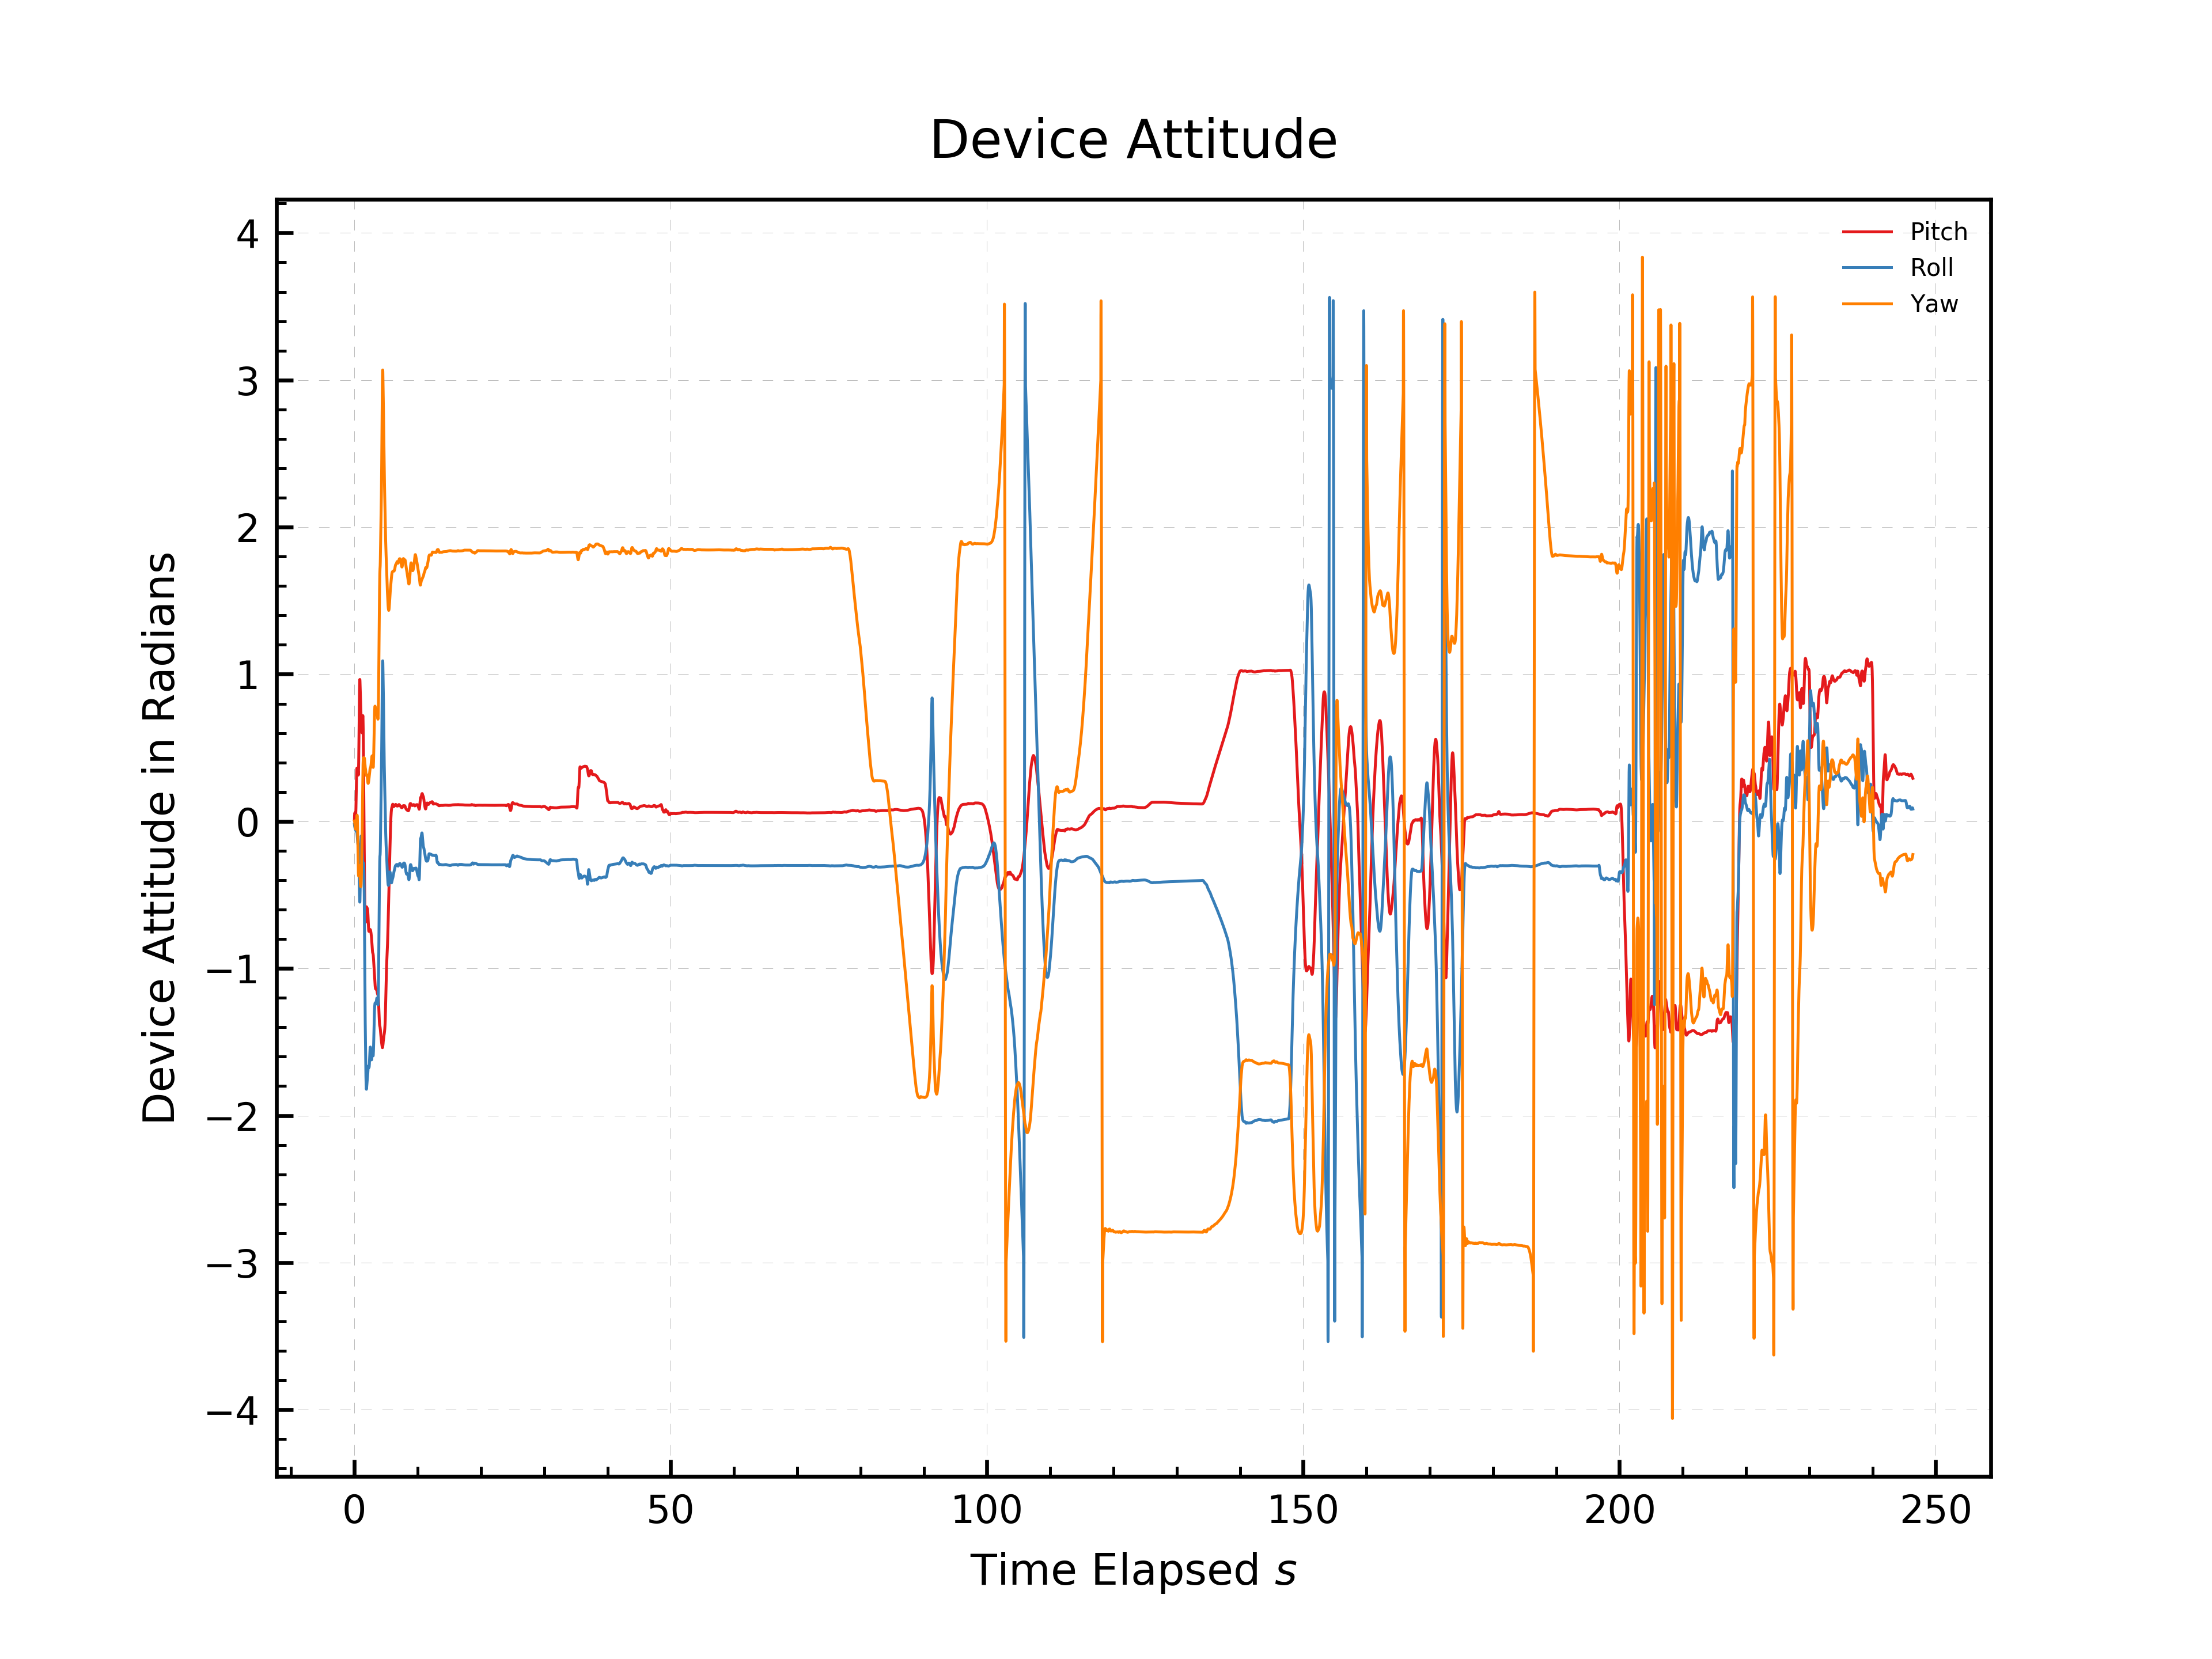 Device Attitude
Pitch
Roll
Yaw
4
3
2
1
0
−1
−2
−3
−4
Device Attitude in Radians
0
50
100
150
200
250
Time Elapsed s